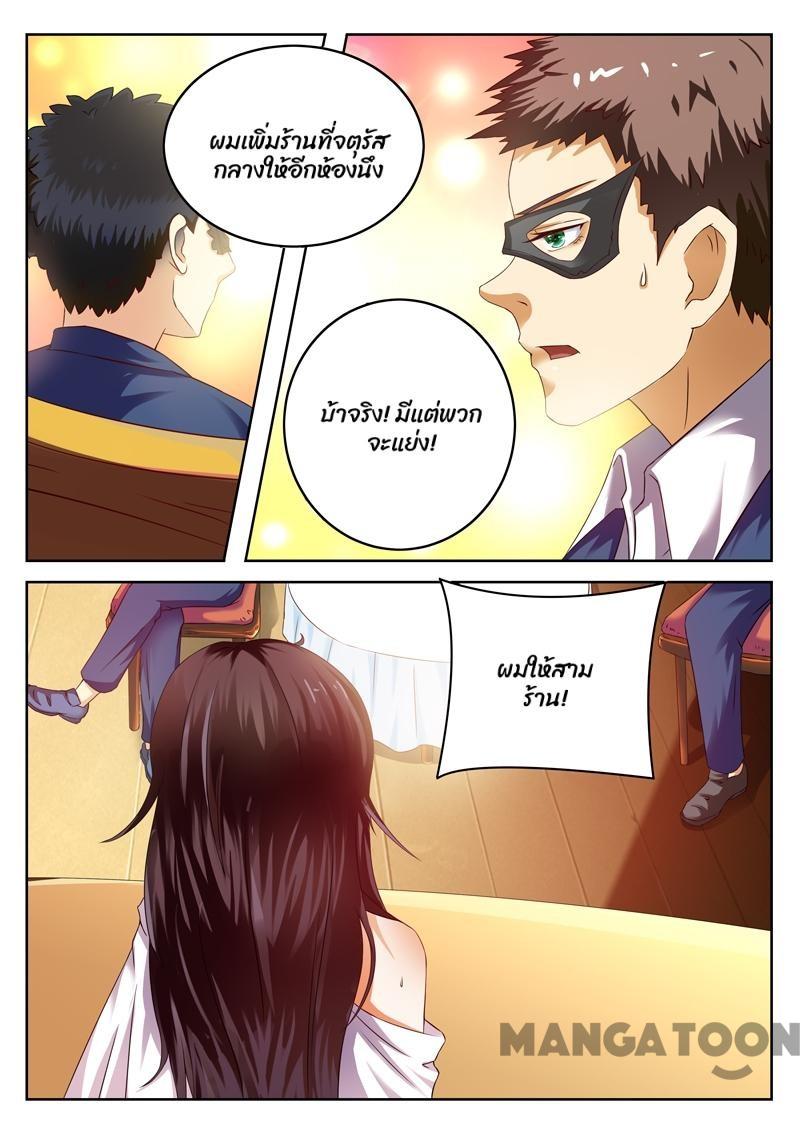 ผมเพิ่มร้านที่จตุรัส
กลางให้อีกห้องนึง
บ้าจริง! มีแต่พวก
จะแย่ง!
ผมให้สาม
ร้าน!
MANGATOON